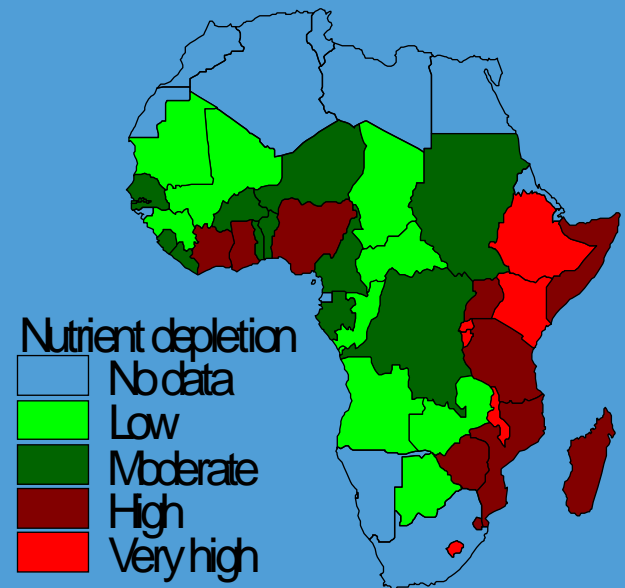 Nutrient depletion
No data
Low
Moderate
High
Very high